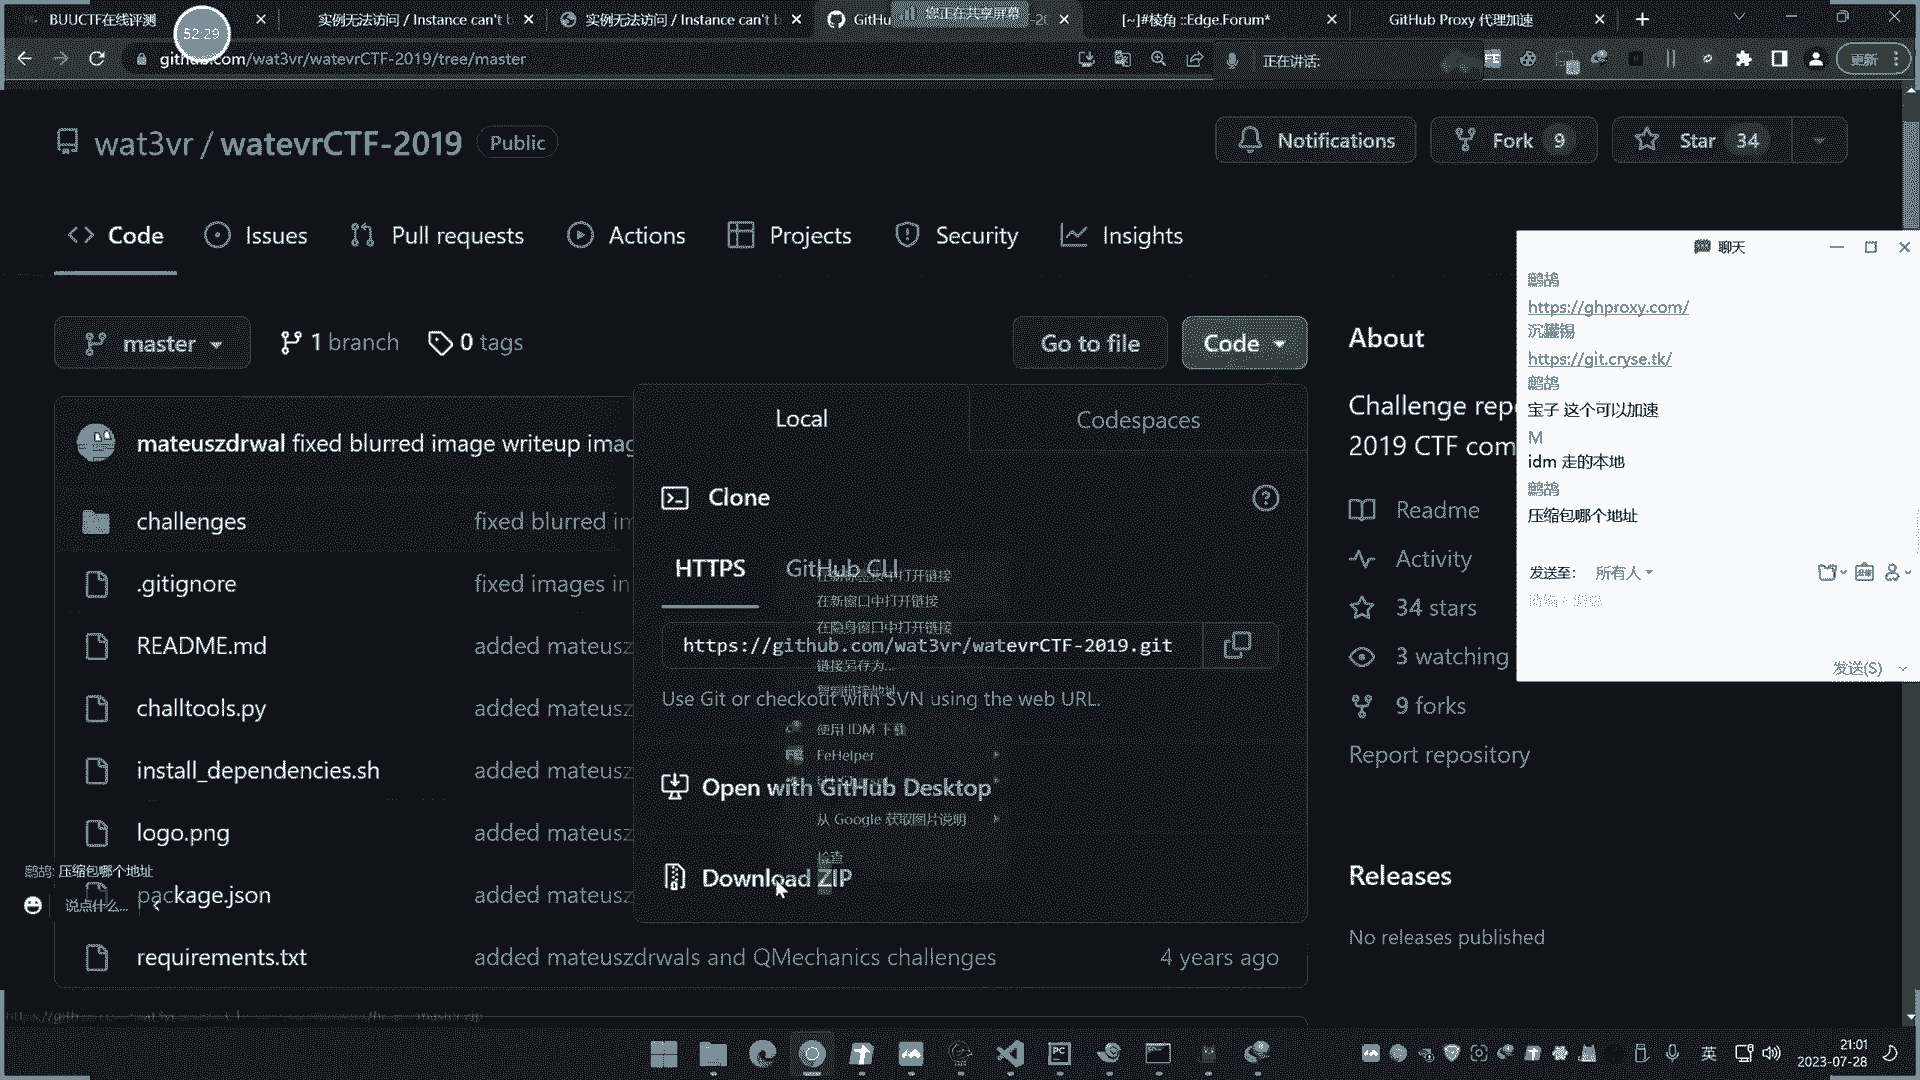 BUUCTF在线评测
实例无法访问 / Instance can't b
实例无法访问 / Instance can't b
GitHu
您正在共享屏幕
[~]#棱角 ::Edge.Forum*
GitHub Proxy 代理加速
52:29
github.com/wat3vr/watevrCTF-2019/tree/master
正在讲话:
更新
wat3vr / watevrCTF-2019
Public
Notifications
Fork 9
Star 34
Code
Issues
Pull requests
Actions
Projects
Security
Insights
master
1 branch
0 tags
Go to file
Code
About
Challenge rep
2019 CTF com
mateuszdrwal fixed blurred image writeup imag
challenges
fixed blurred im
.gitignore
fixed images in
README.md
added mateusz
challtools.py
added mateusz
install_dependencies.sh
added mateusz
logo.png
added mateusz
package.json
added mateusz
requirements.txt
added mateuszdrwals and QMechanics challenges
4 years ago
Local
Codespaces
Clone
HTTPS
GitHub CLI
在新标签页中打开链接
在新窗口中打开链接
在隐身窗口中打开链接
https://github.com/wat3vr/watevrCTF-2019.git
链接另存为...
复制链接地址
Use Git or checkout with SVN using the web URL.
使用 IDM 下载
FeHelper
Open with GitHub Desktop
从 Google 获取图片说明
检查
Download ZIP
Readme
Activity
34 stars
3 watching
9 forks
Report repository
Releases
No releases published
聊天
鹧鸪
https://ghproxy.com/
沉疆锡
https://git.cryse.tk/
鹧鸪
宝子 这个可以加速
M
idm 走的本地
鹧鸪
压缩包哪个地址
发送至: 所有人
发送(S)
鹧鸪: 压缩包哪个地址
说点什么...
英
21:01
2023-07-28